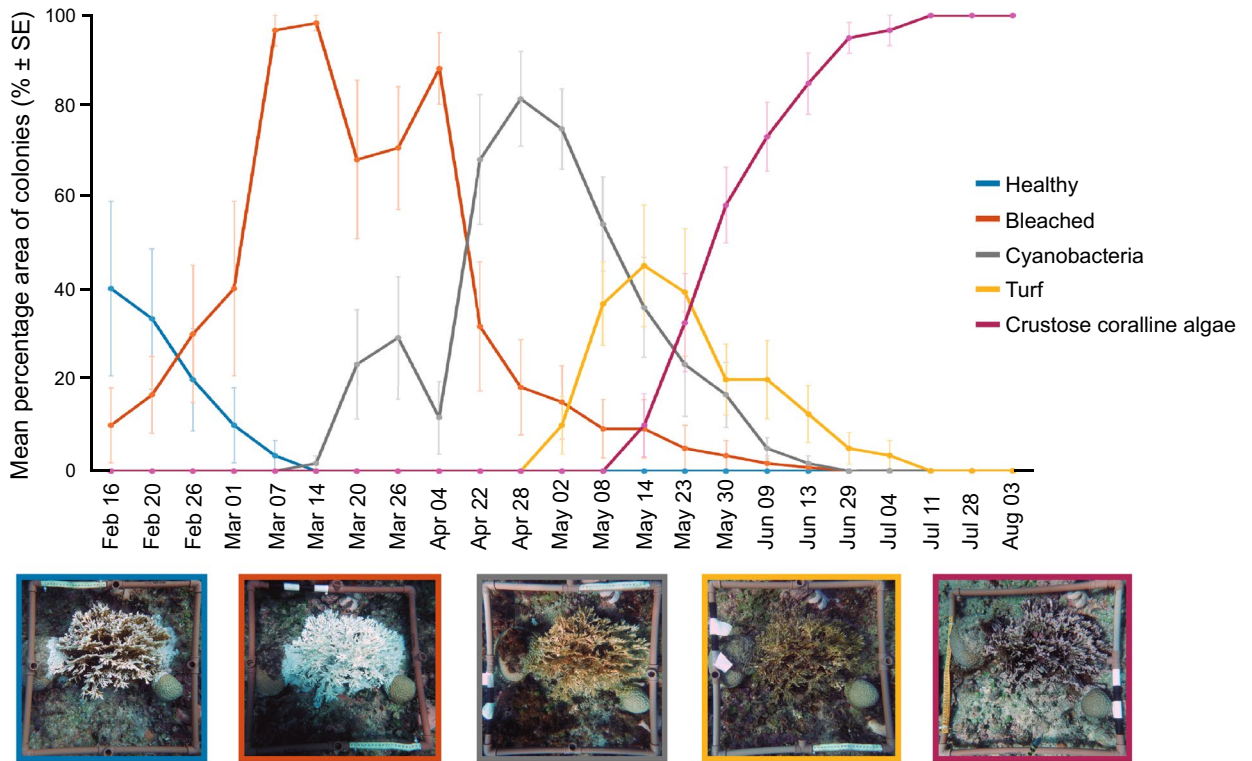 Mean percentage area of colonies (% ± SE)
100
80
60
40
20
0
Feb 16
Feb 20
Feb 26
Mar 01
Mar 07
Mar 14
Mar 20
Mar 26
Apr 04
Apr 22
Apr 28
May 02
May 08
May 14
May 23
May 30
Jun 09
Jun 13
Jun 29
Jul 04
Jul 11
Jul 28
Aug 03
Healthy
Bleached
Cyanobacteria
Turf
Crustose coralline algae